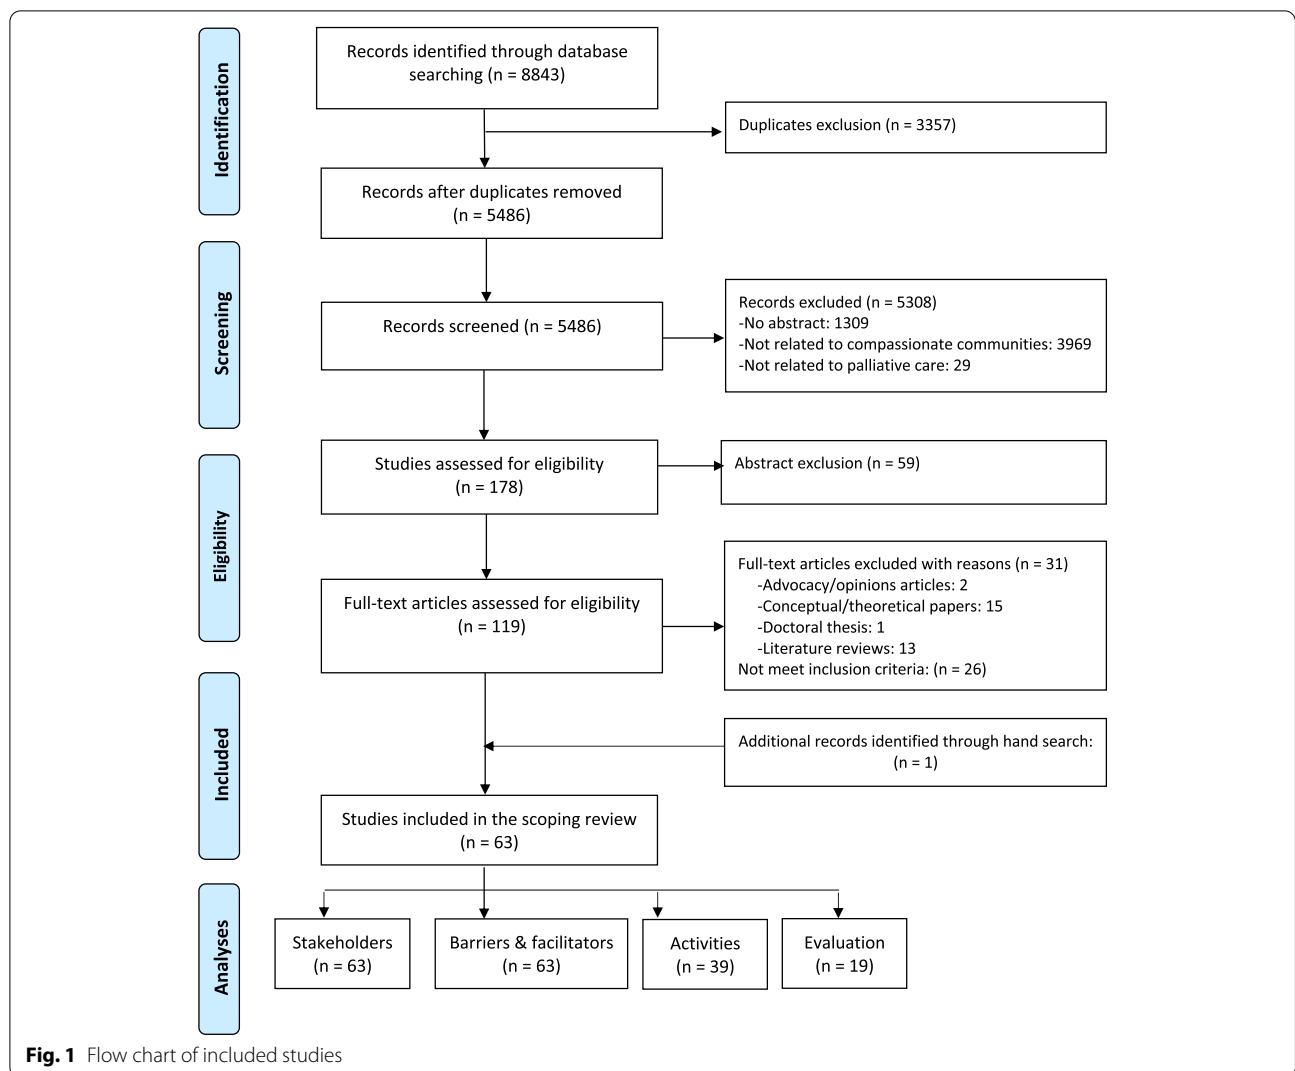 Identification
Records identified through database
searching (n = 8843)
Duplicates exclusion (n = 3357)
Records after duplicates removed
(n = 5486)
Screening
Records screened (n = 5486)
Records excluded (n = 5308)
-No abstract: 1309
-Not related to compassionate communities: 3969
-Not related to palliative care: 29
Eligibility
Studies assessed for eligibility
(n = 178)
Abstract exclusion (n = 59)
Full-text articles assessed for eligibility
(n = 119)
Full-text articles excluded with reasons (n = 31)
-Advocacy/opinions articles: 2
-Conceptual/theoretical papers: 15
-Doctoral thesis: 1
-Literature reviews: 13
Not meet inclusion criteria: (n = 26)
Included
Additional records identified through hand search:
(n = 1)
Studies included in the scoping review
(n = 63)
Analyses
Stakeholders
(n = 63)
Barriers & facilitators
(n = 63)
Activities
(n = 39)
Evaluation
(n = 19)
Fig. 1 Flow chart of included studies